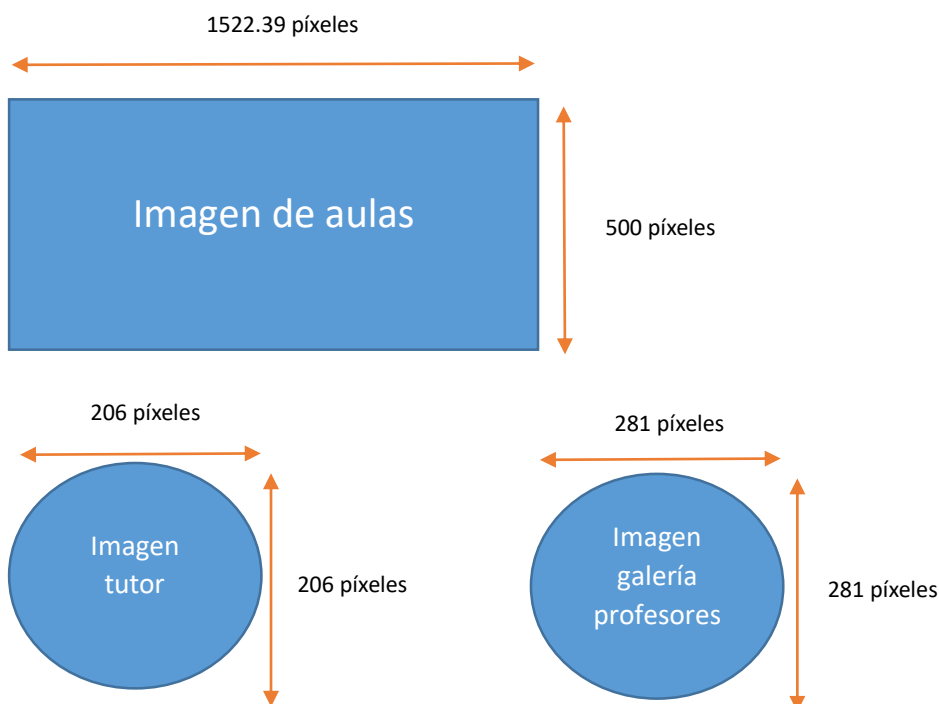 1522.39 píxeles
Imagen de aulas
500 píxeles
206 píxeles
281 píxeles
Imagen
tutor
206 píxeles
Imagen
galería
profesores
281 píxeles